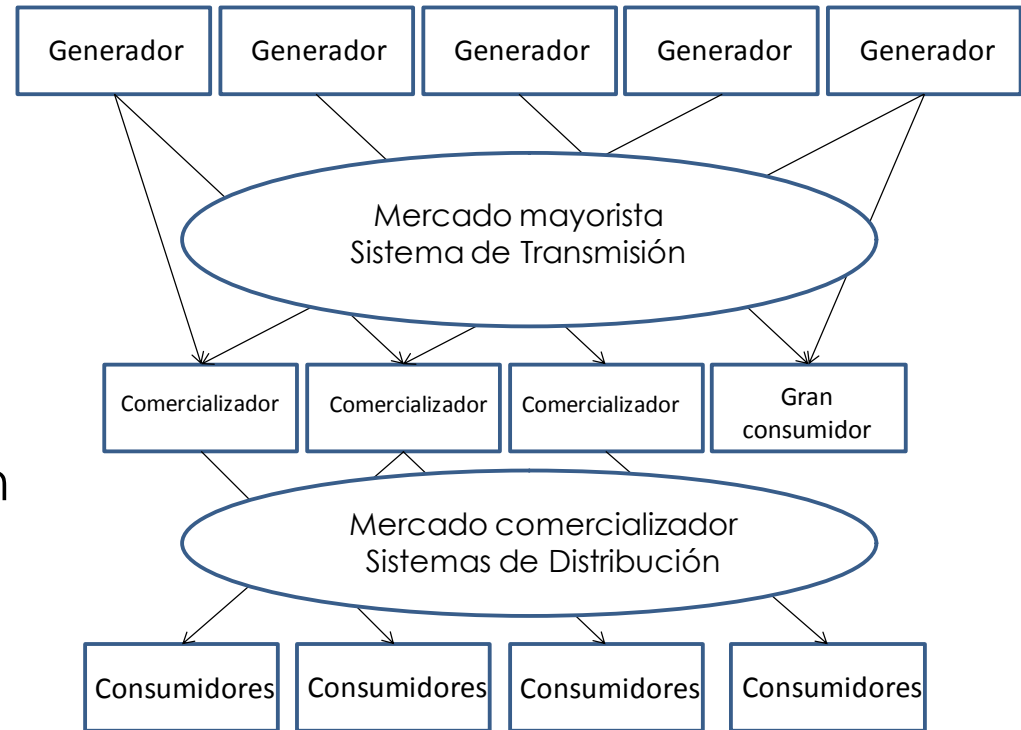 Generador
Generador
Generador
Generador
Generador
Mercado mayorista
Sistema de Transmisión
Comercializador
Comercializador
Comercializador
Gran
consumidor
n
Mercado comercializador
Sistemas de Distribución
Consumidores
Consumidores
Consumidores
Consumidores